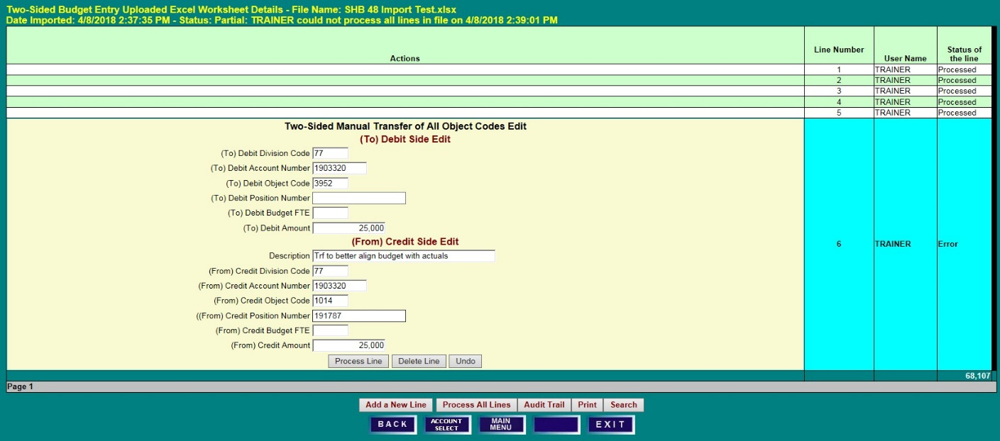 Two-Sided Budget Entry Uploaded Excel Worksheet Details - File Name: SHB 48 Import Test.xlsx
Date Imported: 4/8/2018 2:37:35 PM - Status: Partial: TRAINER could not process all lines in file on 4/8/2018 2:39:01 PM
Actions Line Number User Name Status of the line
1 TRAINER Processed
2 TRAINER Processed
3 TRAINER Processed
4 TRAINER Processed
5 TRAINER Processed
Two-Sided Manual Transfer of All Object Codes Edit
(To) Debit Side Edit
(To) Debit Division Code 77
(To) Debit Account Number 1903320
(To) Debit Object Code 3952
(To) Debit Position Number
(To) Debit Budget FTE
(To) Debit Amount 25,000
(From) Credit Side Edit
6 TRAINER Error
Description Trf to better align budget with actuals
(From) Credit Division Code 77
(From) Credit Account Number 1903320
(From) Credit Object Code 1014
((From) Credit Position Number 191787
(From) Credit Budget FTE
(From) Credit Amount 25,000
Process Line Delete Line Undo
68,107
Page 1
Add a New Line Process All Lines Audit Trail Print Search
BACK ACCOUNT SELECT MAIN MENU EXIT